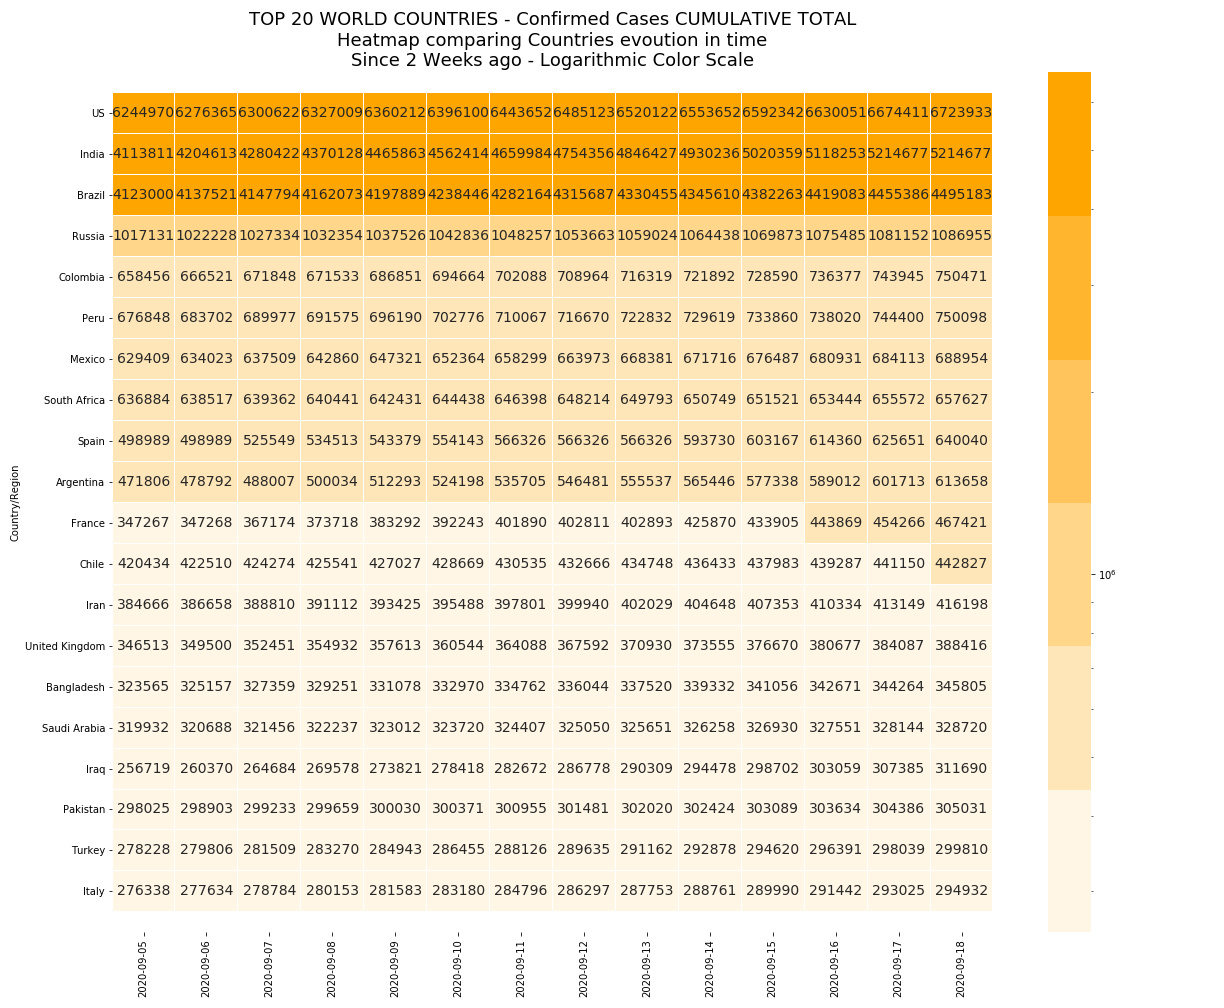 TOP 20 WORLD COUNTRIES - Confirmed Cases CUMULATIVE TOTAL
Heatmap comparing Countries evoution in time
Since 2 Weeks ago - Logarithmic Color Scale
US 6244970 6276365 6300622 6327009 6360212 6396100 6443652 6485123 6520122 6553652 6592342 6630051 6674411 6723933
India 4113811 4204613 4280422 4370128 4465863 4562414 4659984 4754356 4846427 4930236 5020359 5118253 5214677 5214677
Brazil 4123000 4137521 4147794 4162073 4197889 4238446 4282164 4315687 4330455 4345610 4382263 4419083 4455386 4495183
Russia 1017131 1022228 1027334 1032354 1037526 1042836 1048257 1053663 1059024 1064438 1069873 1075485 1081152 1086955
Colombia 658456 666521 671848 671533 686851 694664 702088 708964 716319 721892 728590 736377 743945 750471
Peru 676848 683702 689977 691575 696190 702776 710067 716670 722832 729619 733860 738020 744400 750098
Mexico 629409 634023 637509 642860 647321 652364 658299 663973 668381 671716 676487 680931 684113 688954
South Africa 636884 638517 639362 640441 642431 644438 646398 648214 649793 650749 651521 653444 655572 657627
Spain 498989 498989 525549 534513 543379 554143 566326 566326 566326 593730 603167 614360 625651 640040
Argentina 471806 478792 488007 500034 512293 524198 535705 546481 555537 565446 577338 589012 601713 613658
France 347267 347268 367174 373718 383292 392243 401890 402811 402893 425870 433905 443869 454266 467421
Chile 420434 422510 424274 425541 427027 428669 430535 432666 434748 436433 437983 439287 441150 442827
Iran 384666 386658 388810 391112 393425 395488 397801 399940 402029 404648 407353 410334 413149 416198
United Kingdom 346513 349500 352451 354932 357613 360544 364088 367592 370930 373555 376670 380677 384087 388416
Bangladesh 323565 325157 327359 329251 331078 332970 334762 336044 337520 339332 341056 342671 344264 345805
Saudi Arabia 319932 320688 321456 322237 323012 323720 324407 325050 325651 326258 326930 327551 328144 328720
Iraq 256719 260370 264684 269578 273821 278418 282672 286778 290309 294478 298702 303059 307385 311690
Pakistan 298025 298903 299233 299659 300030 300371 300955 301481 302020 302424 303089 303634 304386 305031
Turkey 278228 279806 281509 283270 284943 286455 288126 289635 291162 292878 294620 296391 298039 299810
Italy 276338 277634 278784 280153 281583 283180 284796 286297 287753 288761 289990 291442 293025 294932
Country/Region
2020-09-05 2020-09-06 2020-09-07 2020-09-08 2020-09-09 2020-09-10 2020-09-11 2020-09-12 2020-09-13 2020-09-14 2020-09-15 2020-09-16 2020-09-17 2020-09-18
10⁶